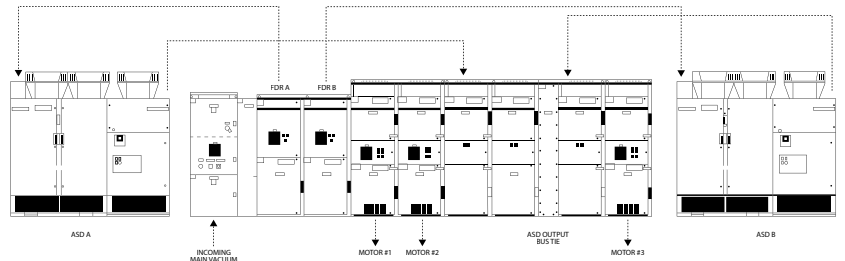 FDR A
FDR B
ASD A
INCOMING
MAIN VACUUM
MOTOR #1
MOTOR #2
ASD OUTPUT
BUS TIE
MOTOR #3
ASD B